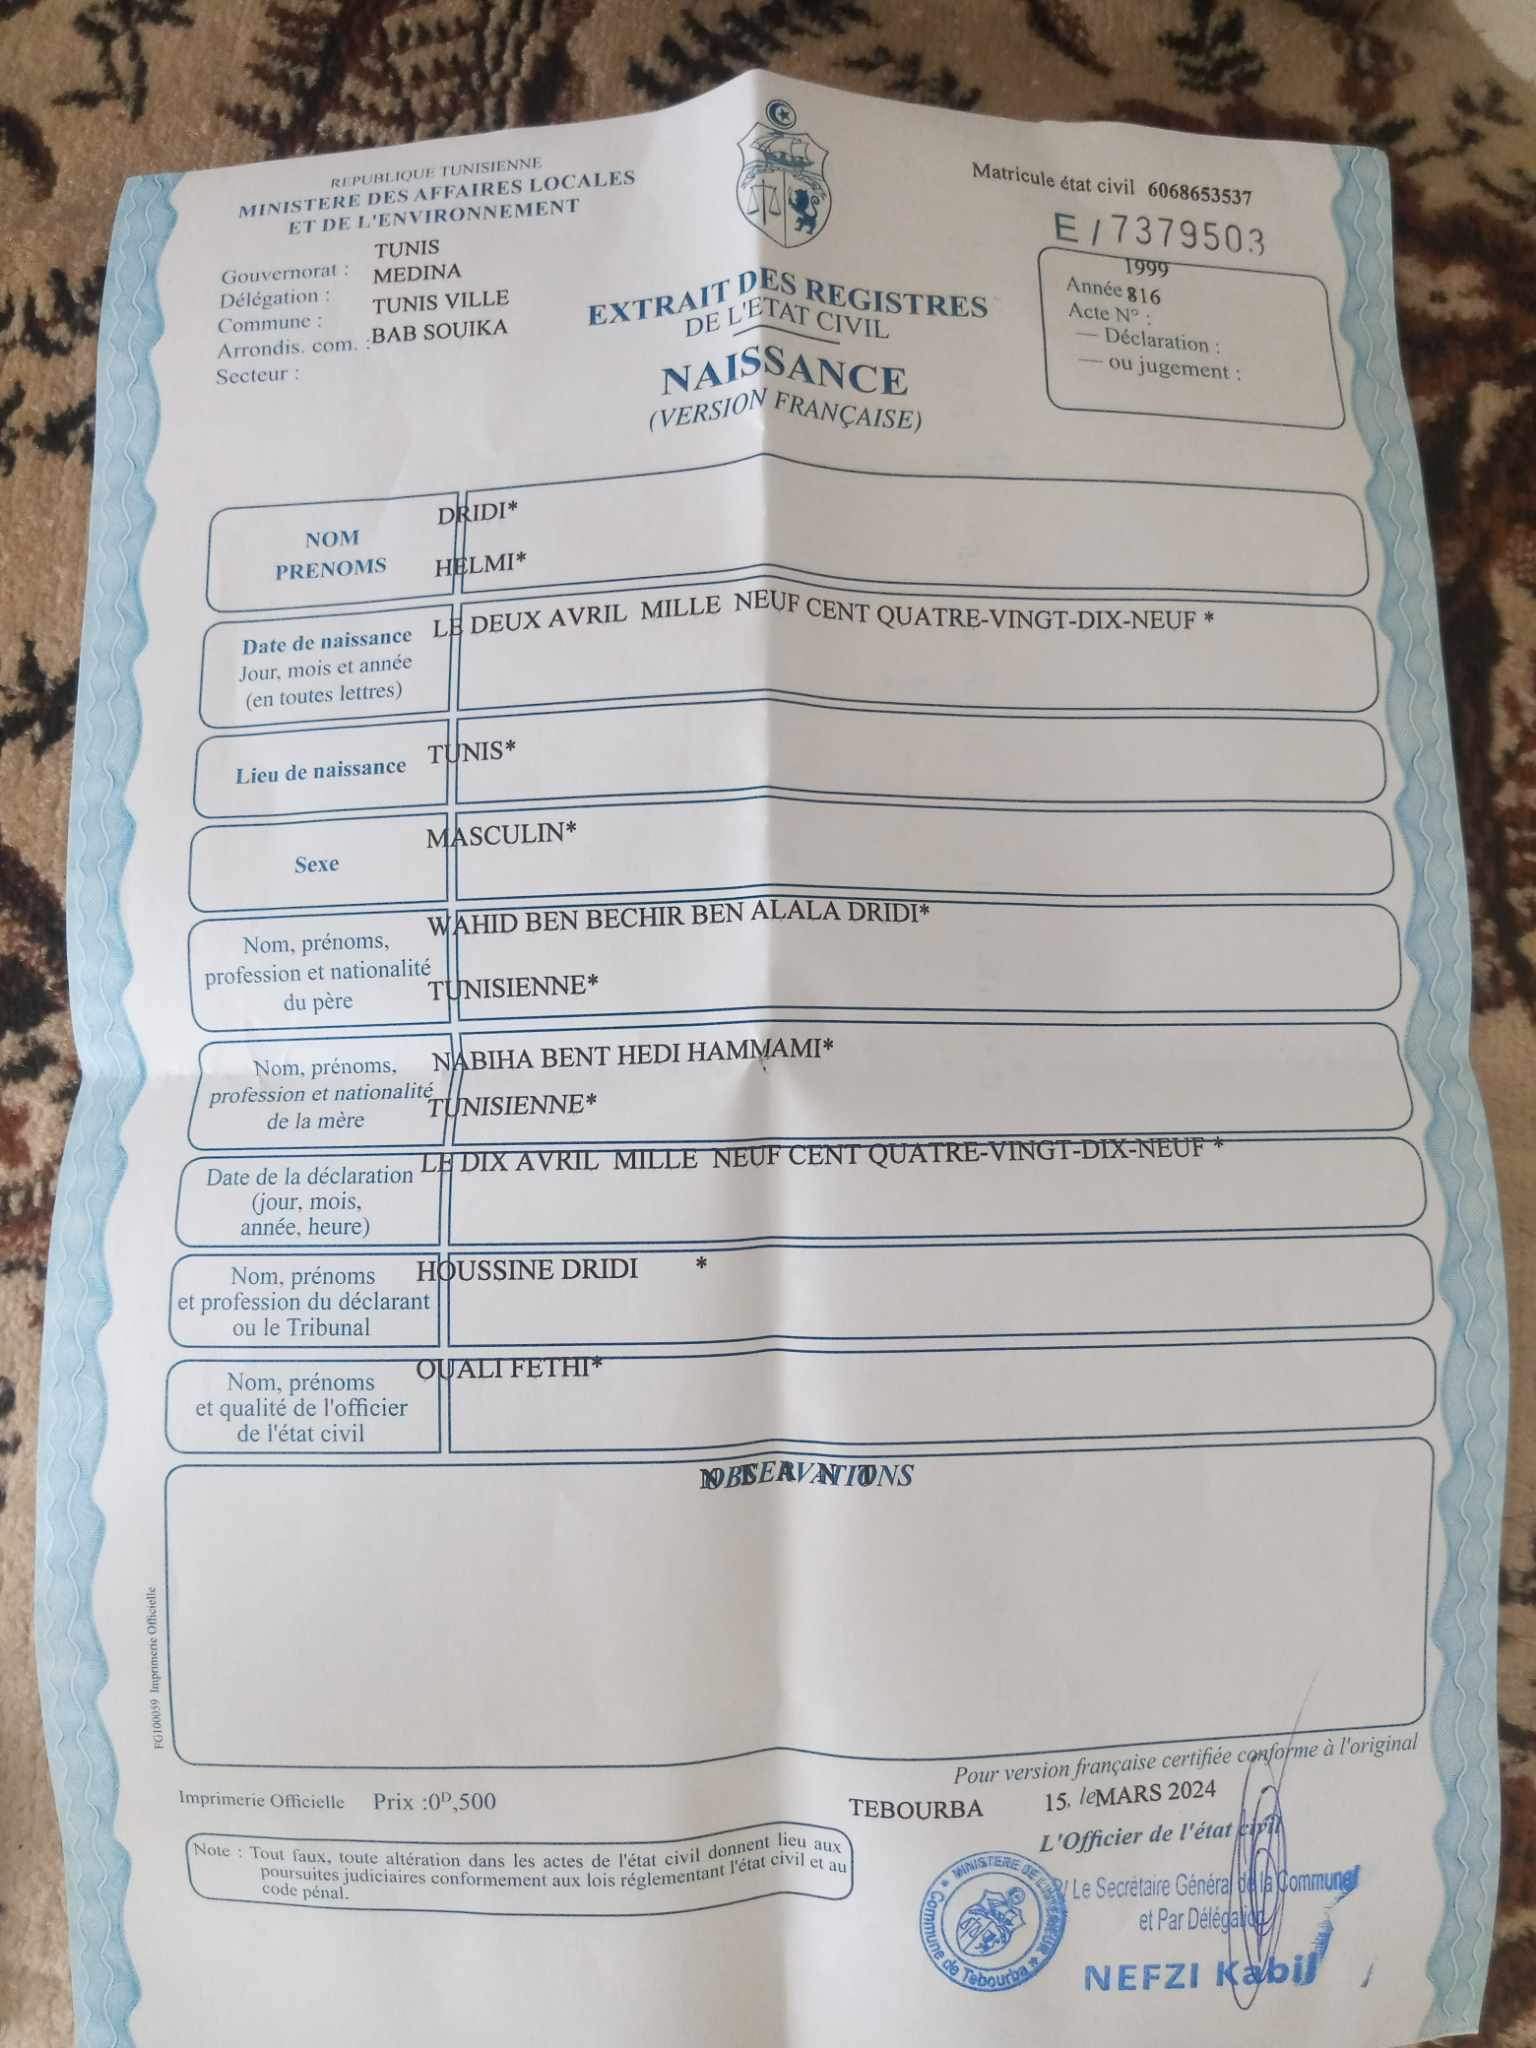 REPUBLIQUE TUNISIENNE
MINISTERE DES AFFAIRES LOCALES
ET DE L'ENVIRONNEMENT
Gouvernorat : TUNIS
Délégation : MEDINA
Commune : TUNIS VILLE
Arrondis. com. : BAB SOUIKA
Secteur :
EXTRAIT DES REGISTRES
DE L'ETAT CIVIL
NAISSANCE
(VERSION FRANÇAISE)
Matricule état civil 6068653537
E/7379503
1999
Année 816
Acte N° :
— Déclaration :
— ou jugement :
NOM DRIDI*
PRENOMS HELMI*
Date de naissance LE DEUX AVRIL MILLE NEUF CENT QUATRE-VINGT-DIX-NEUF *
Jour, mois et année
(en toutes lettres)
Lieu de naissance TUNIS*
Sexe MASCULIN*
Nom, prénoms, WAHID BEN BECHIR BEN ALALA DRIDI*
profession et nationalité TUNISIENNE*
du père
Nom, prénoms, NABIHA BENT HEDI HAMMAMI*
profession et nationalité TUNISIENNE*
de la mère
Date de la déclaration LE DIX AVRIL MILLE NEUF CENT QUATRE-VINGT-DIX-NEUF *
(jour, mois,
année, heure)
Nom, prénoms HOUSSINE DRIDI *
et profession du déclarant
ou le Tribunal
Nom, prénoms OUALI FETHI*
et qualité de l'officier
de l'état civil
OBSERVATIONS
N E A N T
FG100059 Imprimerie Officielle
Pour version française certifiée conforme à l'original
Imprimerie Officielle Prix :0ᴰ,500
TEBOURBA 15, le MARS 2024
L'Officier de l'état civil
Note : Tout faux, toute altération dans les actes de l'état civil donnent lieu aux
poursuites judiciaires conformement aux lois réglementant l'état civil et au
code pénal.
MINISTERE DE L'INTERIEUR
Commune de Tebourba
P/ Le Secrétaire Général de la Commune
et Par Délégation
NEFZI Kabil